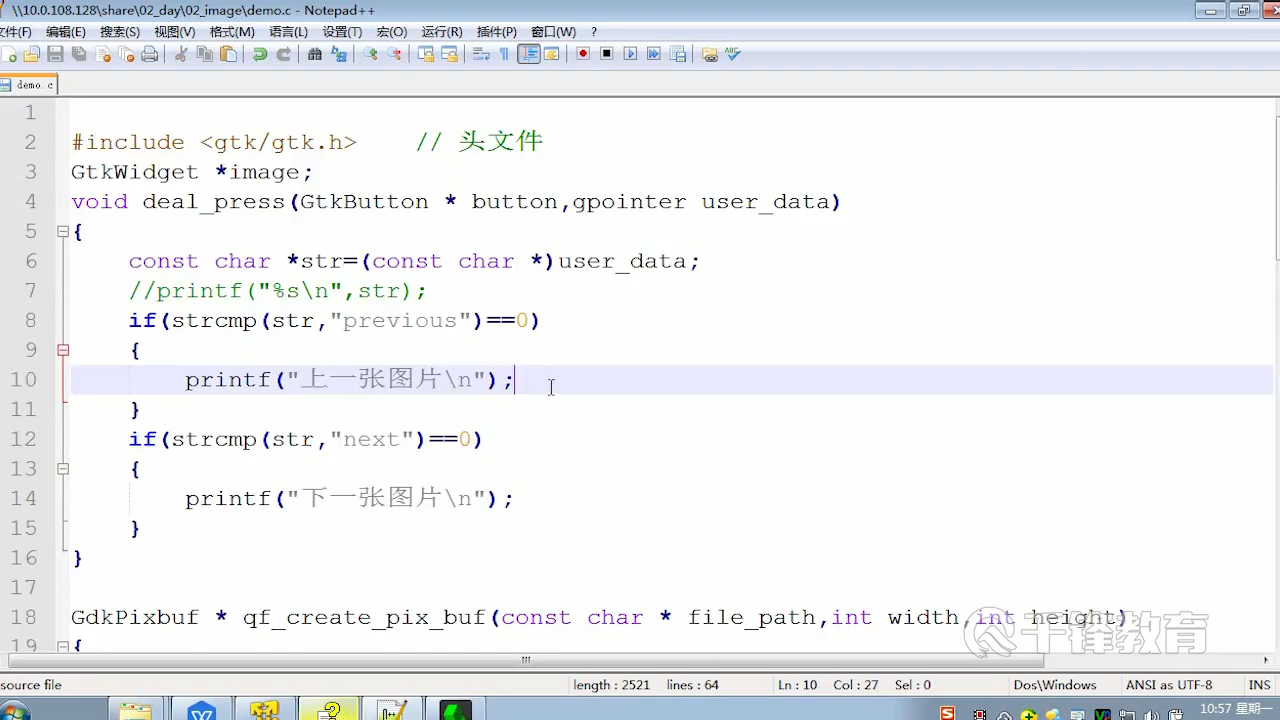 \\10.0.108.128\share\02_day\02_image\demo.c - Notepad++
文件(F) 编辑(E) 搜索(S) 视图(V) 格式(M) 语言(L) 设置(T) 宏(O) 运行(R) 插件(P) 窗口(W) ?
demo.c
1
2 #include <gtk/gtk.h> // 头文件
3 GtkWidget *image;
4 void deal_press(GtkButton * button,gpointer user_data)
5 {
6 const char *str=(const char *)user_data;
7 //printf("%s\n",str);
8 if(strcmp(str,"previous")==0)
9 {
10 printf("上一张图片\n");
11 }
12 if(strcmp(str,"next")==0)
13 {
14 printf("下一张图片\n");
15 }
16 }
17
18 GdkPixbuf * qf_create_pix_buf(const char * file_path,int width,int height)
19 {
千锋教育
source file length : 2521 lines : 64 Ln : 10 Col : 27 Sel : 0 Dos\Windows ANSI as UTF-8 INS
10:57 星期一